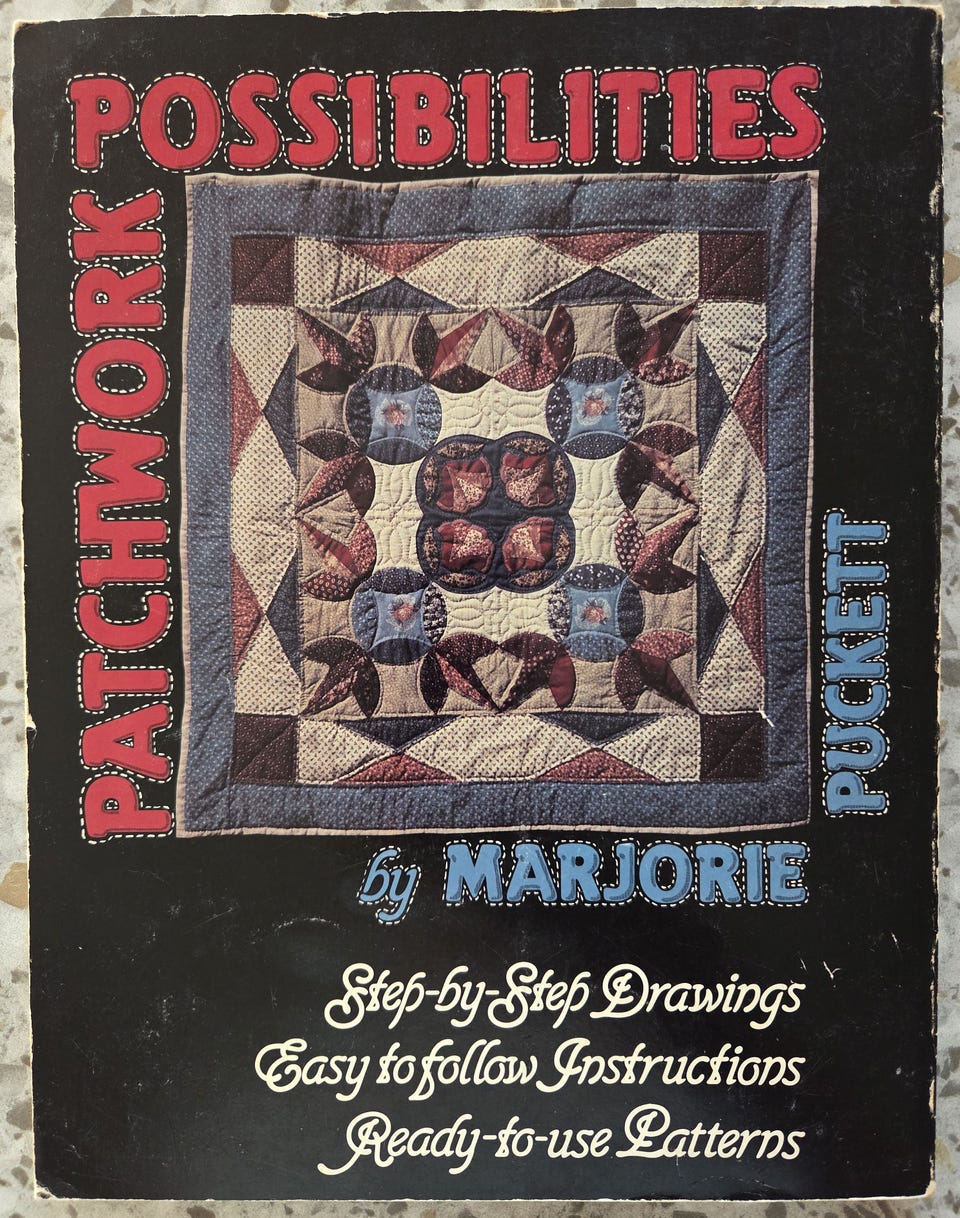 PATCHWORK
POSSIBILITIES
by MARJORIE
PUCKETT
Step-by-Step Drawings
Easy to follow Instructions
Ready-to-use Patterns